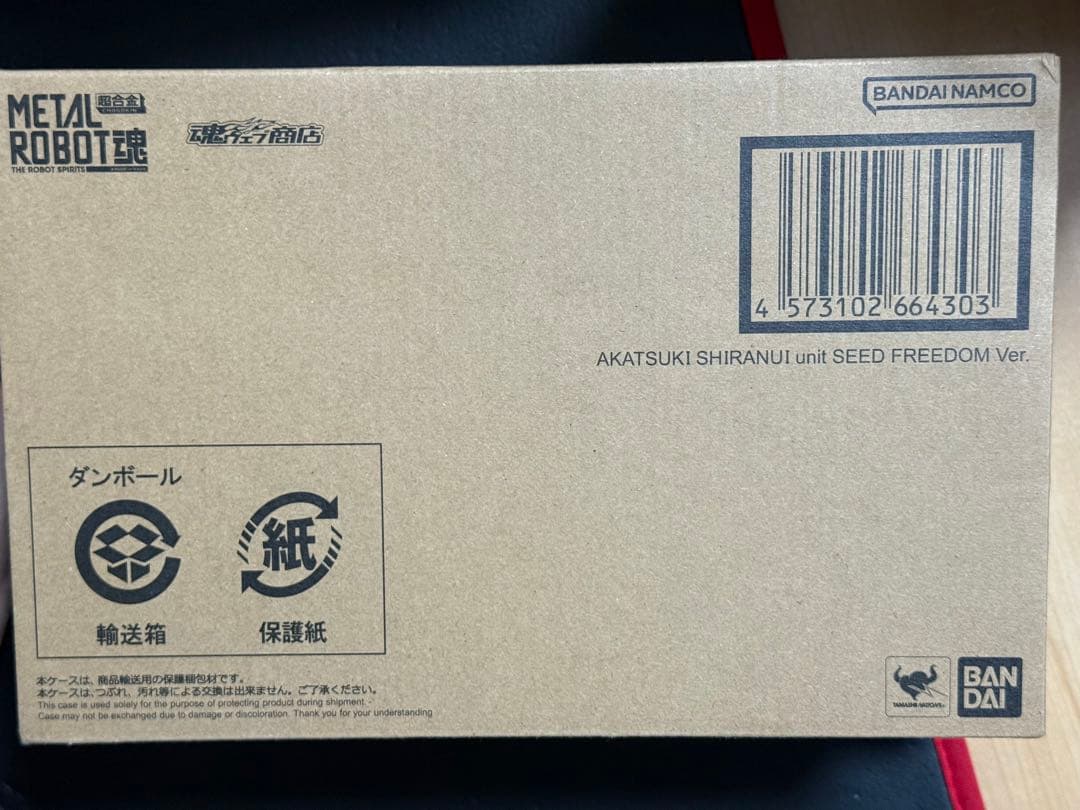 METAL 超合金
CHOGOKIN
ROBOT魂
THE ROBOT SPIRITS
魂ウェブ商店
BANDAI NAMCO
4 573102 664303
AKATSUKI SHIRANUI unit SEED FREEDOM Ver.
ダンボール
紙
輸送箱
保護紙
本ケースは、商品輸送用の保護梱包材です。
本ケースは、つぶれ、汚れ等による交換は出来ません。ご了承ください。
This case is used solely for the purpose of protecting product during shipment.
Case may not be exchanged due to damage or discoloration. Thank you for your understanding
TAMASHII NATIONS
BAN
DAI